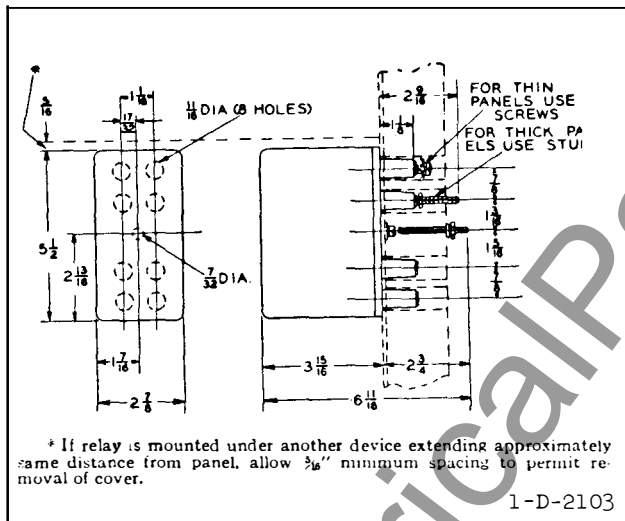 *
5/16
1 1/16
17/32
11/16 DIA (8 HOLES)
2 9/16
1 1/8
FOR THIN
PANELS USE
SCREWS
FOR THICK PA
ELS USE STU
7/8
1 3/16
1 5/16
7/8
5 1/2
2 13/16
7/32 DIA.
1 7/16
2 7/8
3 15/16
2 3/4
6 11/16
* If relay is mounted under another device extending approximately
same distance from panel, allow 5/16" minimum spacing to permit re-
moval of cover.
1-D-2103